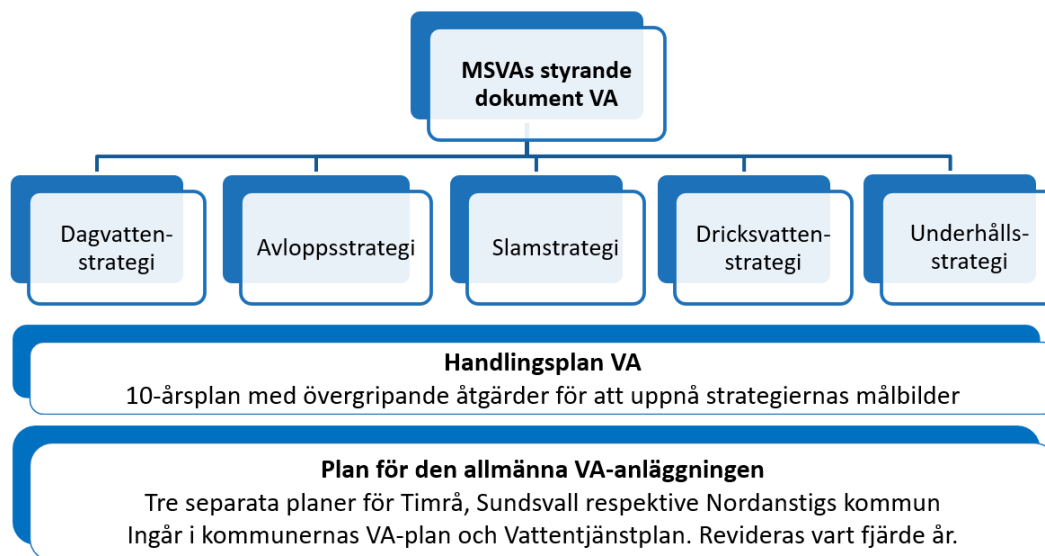 MSVAs styrande
dokument VA
Dagvatten-
strategi
Avloppsstrategi
Slamstrategi
Dricksvatten-
strategi
Underhålls-
strategi
Handlingsplan VA
10-årsplan med övergripande åtgärder för att uppnå strategiernas målbilder
Plan för den allmänna VA-anläggningen
Tre separata planer för Timrå, Sundsvall respektive Nordanstigs kommun
Ingår i kommunernas VA-plan och Vattentjänstplan. Revideras vart fjärde år.